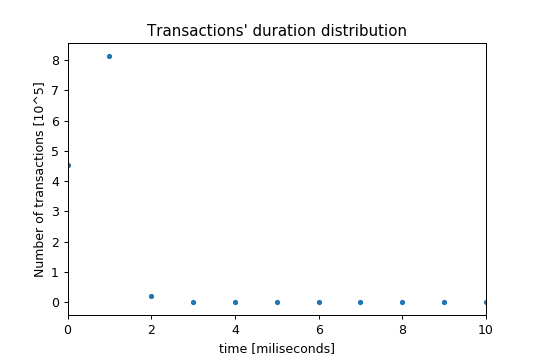 Transactions' duration distribution
Number of transactions [10^5]
8
7
6
5
4
3
2
1
0
0 2 4 6 8 10
time [miliseconds]